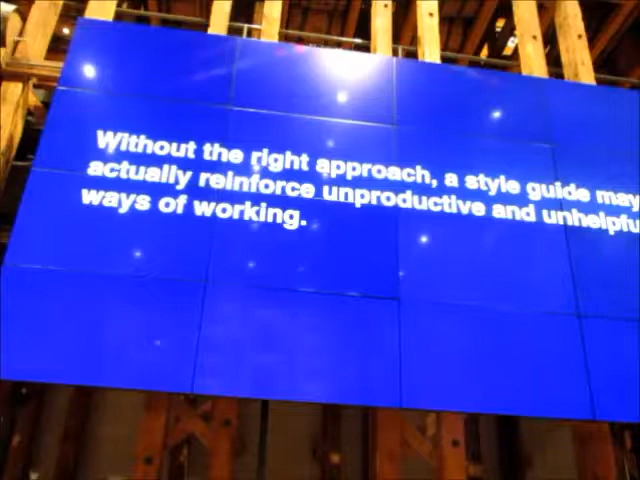 Without the right approach, a style guide may
actually reinforce unproductive and unhelpfu
ways of working.